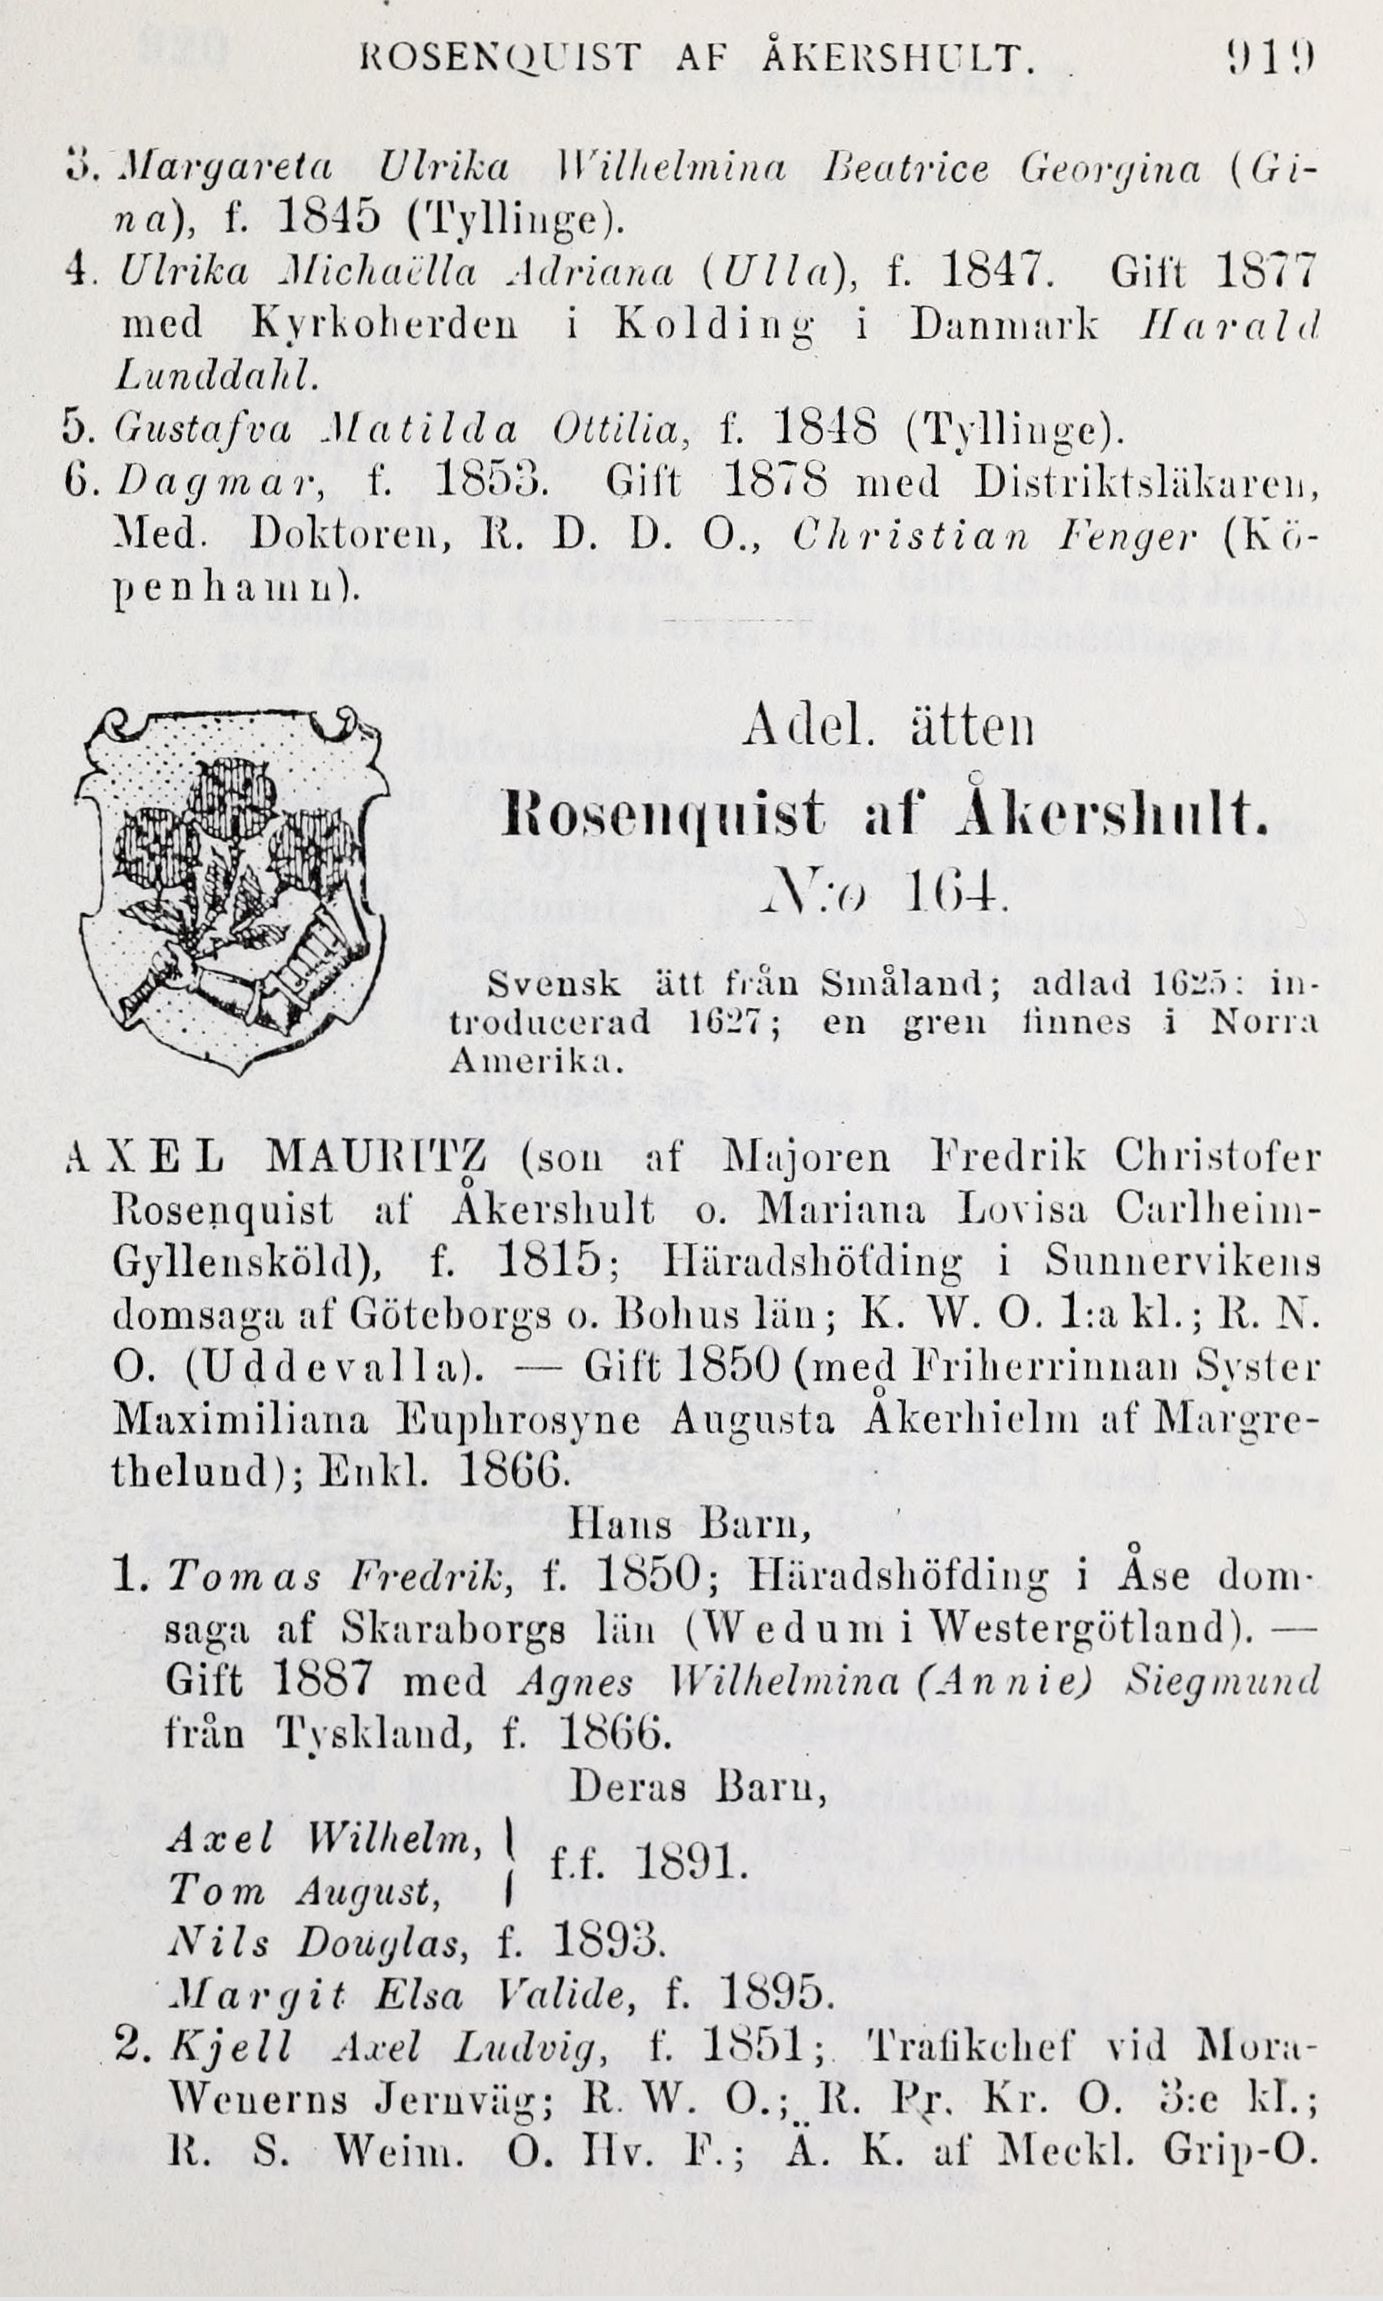 ROSENQUIST AF ÅKERSHULT. 919
3. Margareta Ulrika Wilhelmina Beatrice Georgina (Gi-
na), f. 1845 (Tyllinge).
4. Ulrika Michaëlla Adriana (Ulla), f. 1847. Gift 1877
med Kyrkoherden i Kolding i Danmark Harald
Lunddahl.
5. Gustafva Matilda Ottilia, f. 1848 (Tyllinge).
6. Dagmar, f. 1853. Gift 1878 med Distriktsläkaren,
Med. Doktoren, R. D. D. O., Christian Fenger (Kö-
penhamn).
Adel. ätten
Rosenquist af Åkershult.
N:o 164.
Svensk ätt från Småland; adlad 1625: in-
troducerad 1627; en gren finnes i Norra
Amerika.
AXEL MAURITZ (son af Majoren Fredrik Christofer
Rosenquist af Åkershult o. Mariana Lovisa Carlheim-
Gyllensköld), f. 1815; Häradshöfding i Sunnervikens
domsaga af Göteborgs o. Bohus län; K. W. O. 1:a kl.; R. N.
O. (Uddevalla). — Gift 1850 (med Friherrinnan Syster
Maximiliana Euphrosyne Augusta Åkerhielm af Margre-
thelund); Enkl. 1866.
Hans Barn,
1. Tomas Fredrik, f. 1850; Häradshöfding i Åse dom-
saga af Skaraborgs län (Wedum i Westergötland). —
Gift 1887 med Agnes Wilhelmina (Annie) Siegmund
från Tyskland, f. 1866.
Deras Barn,
Axel Wilhelm,
Tom August, } f.f. 1891.
Nils Douglas, f. 1893.
Margit Elsa Valide, f. 1895.
2. Kjell Axel Ludvig, f. 1851; Trafikchef vid Mora-
Wenerns Jernväg; R. W. O.; R. Pr. Kr. O. 3:e kl.;
R. S. Weim. O. Hv. F.; Ä. K. af Meckl. Grip-O.